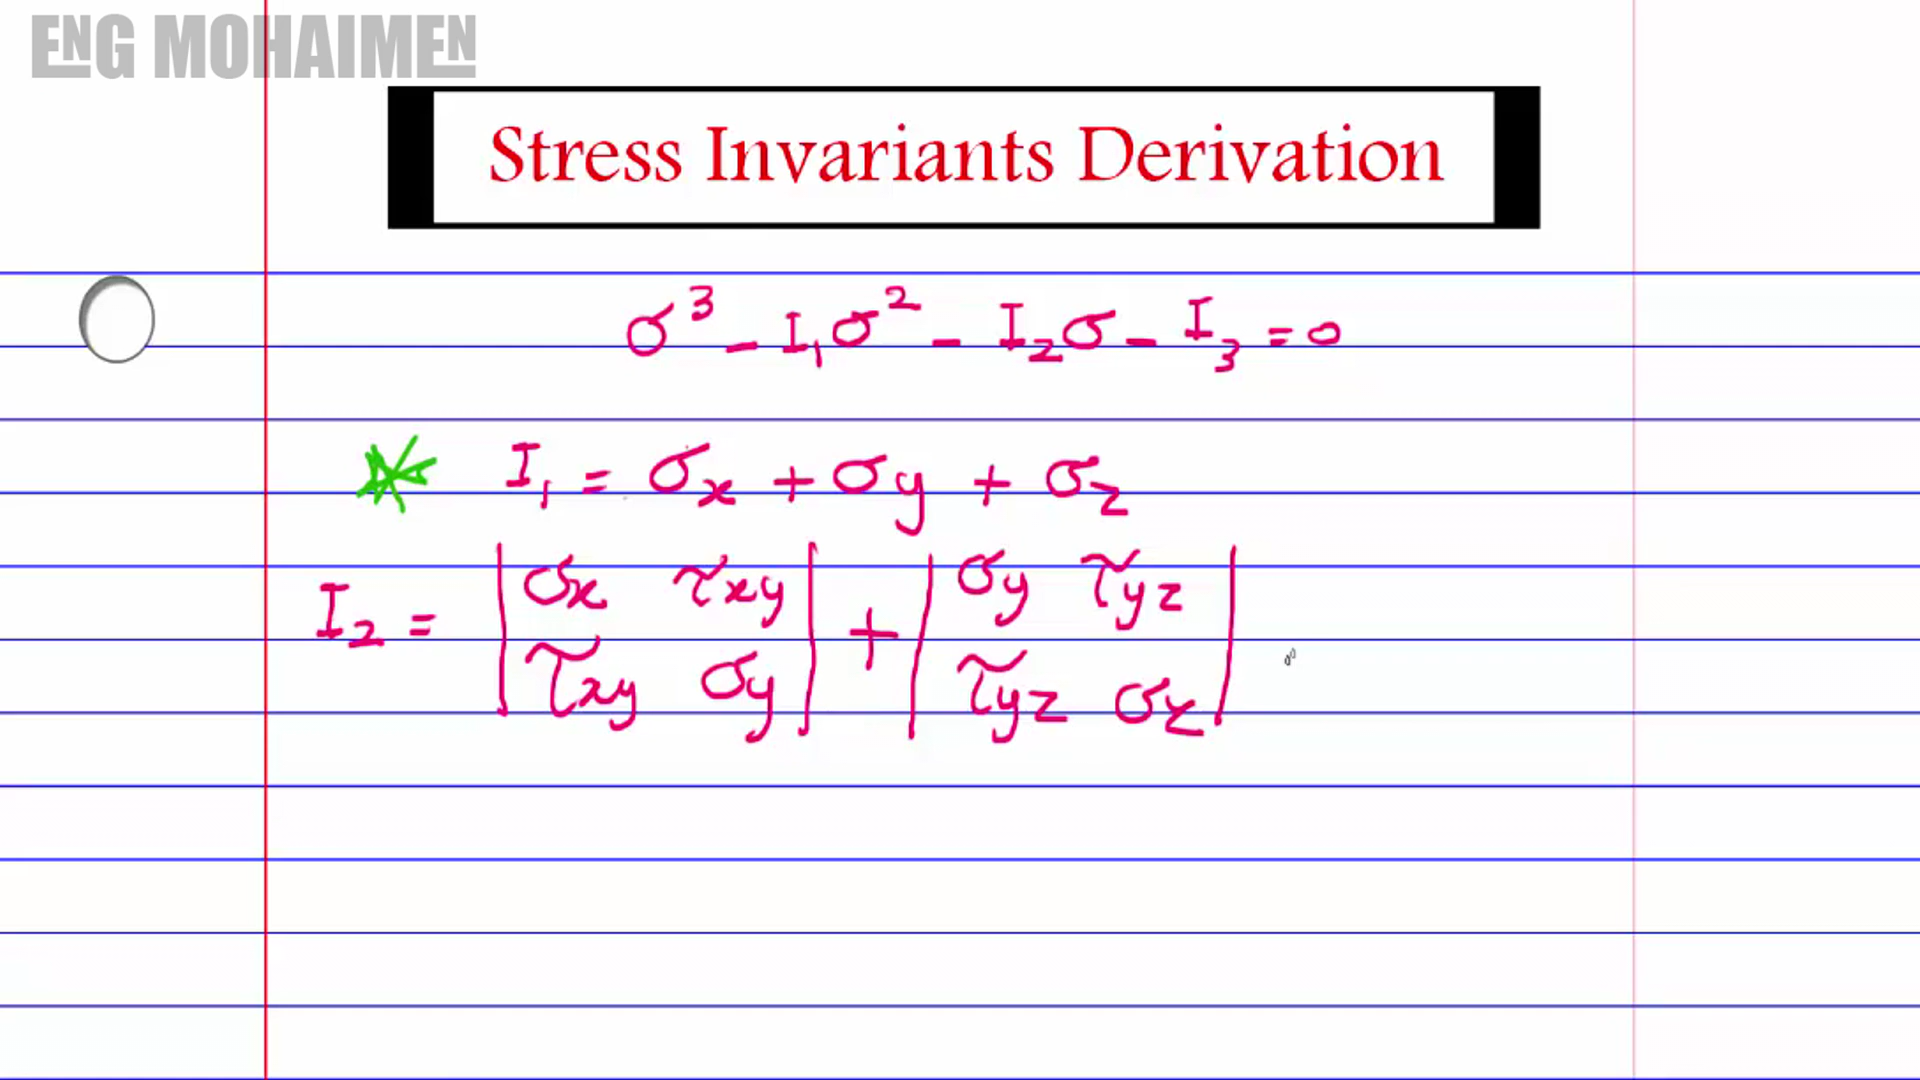 ENG MOHAIMEN
Stress Invariants Derivation
σ³ - I₁σ² - I₂σ - I₃ = 0
I₁ = σx + σy + σz
I₂ = |σx τxy| + |σy τyz|
|τxy σy| |τyz σz|